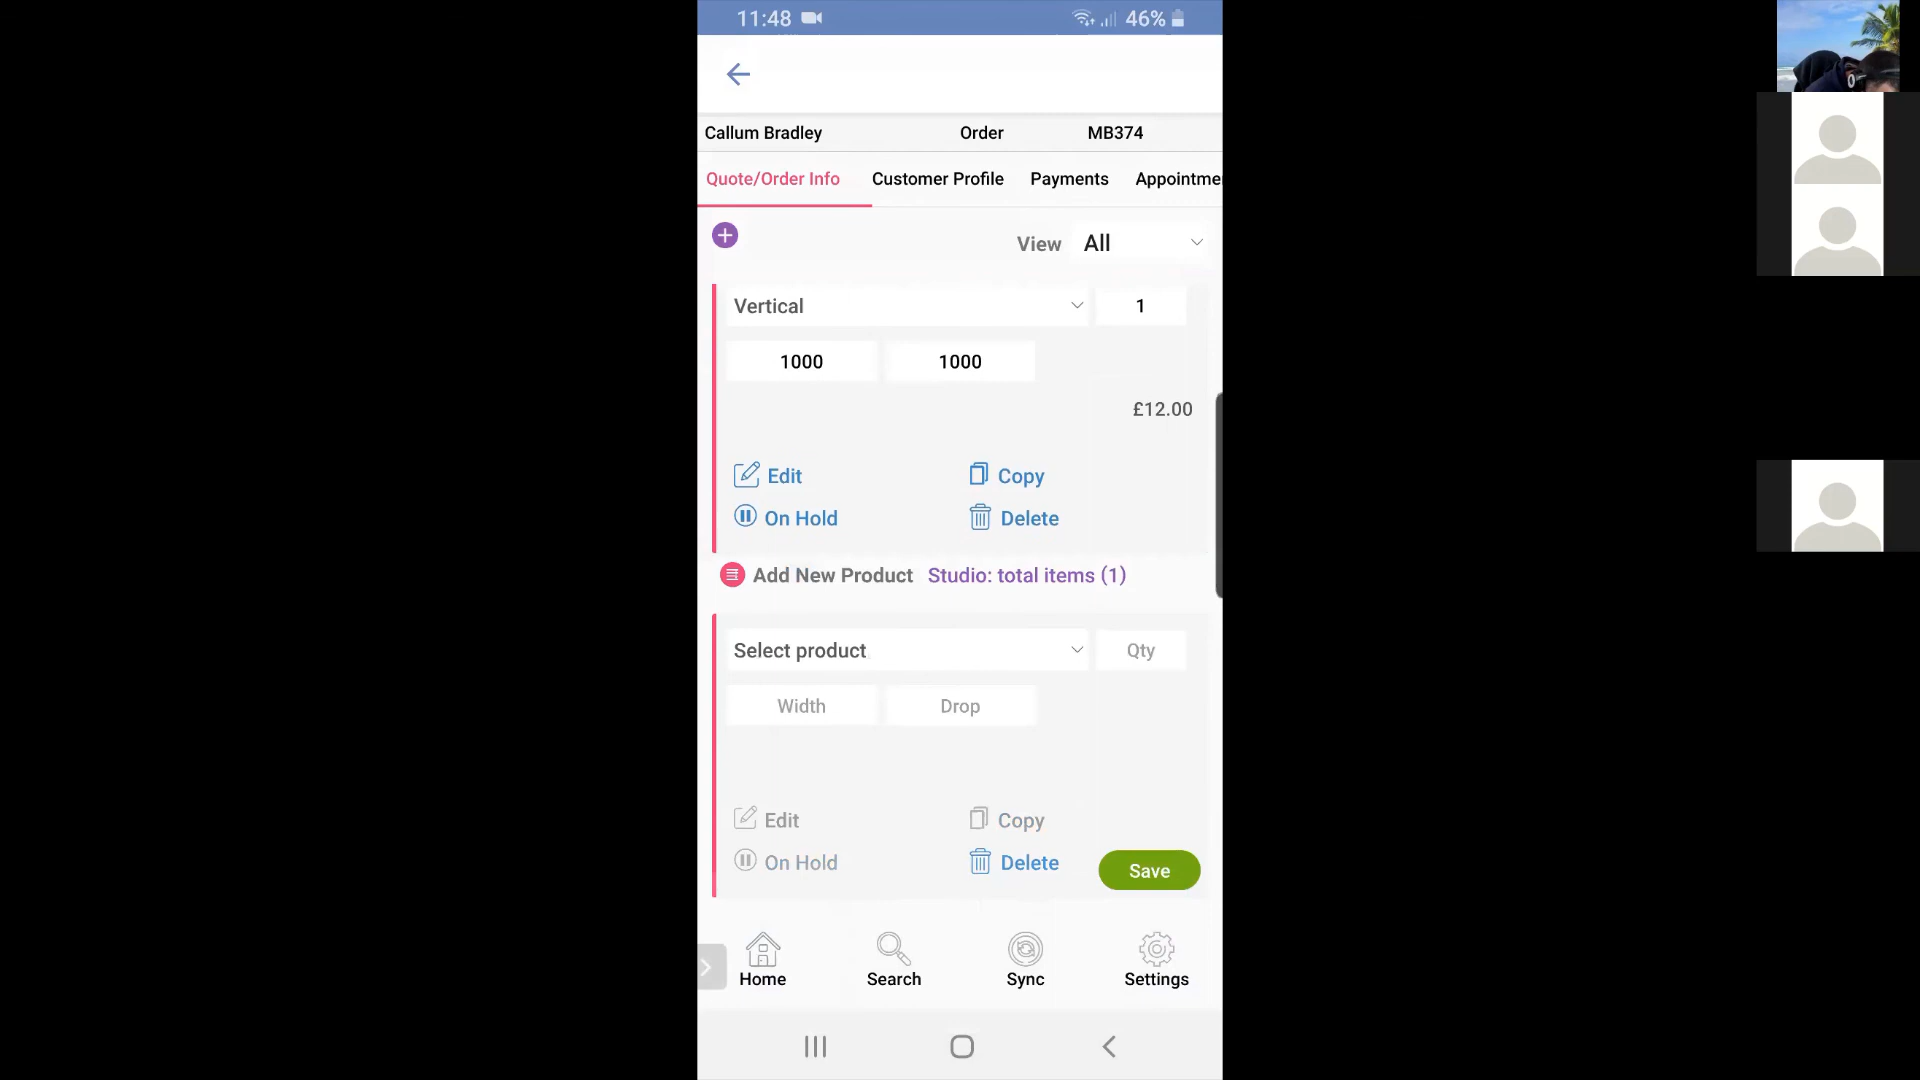 11:48 46%
Callum Bradley Order MB374
Quote/Order Info Customer Profile Payments Appointme
View All
Vertical 1
1000 1000
£12.00
Edit Copy
On Hold Delete
Add New Product Studio: total items (1)
Select product Qty
Width Drop
Edit Copy
On Hold Delete
Save
Home Search Sync Settings